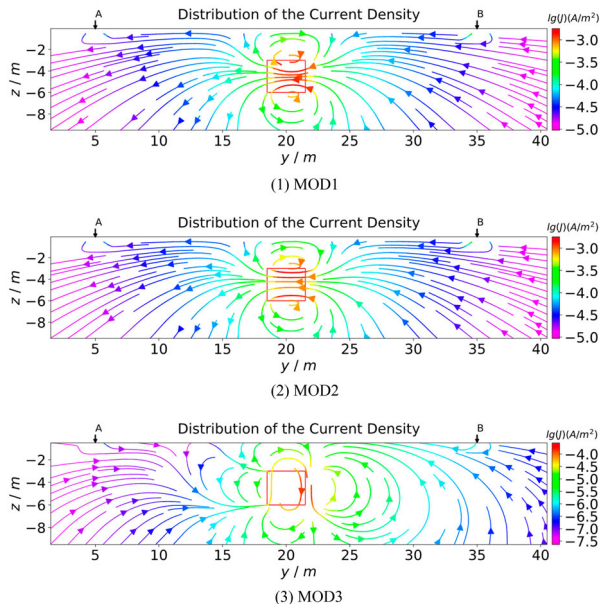 Distribution of the Current Density
A
B
lg(J)(A/m²)
z / m
−2
−4
−6
−8
5 10 15 20 25 30 35 40
y / m
−3.0
−3.5
−4.0
−4.5
−5.0
(1) MOD1
Distribution of the Current Density
A
B
lg(J)(A/m²)
z / m
−2
−4
−6
−8
5 10 15 20 25 30 35 40
y / m
−3.0
−3.5
−4.0
−4.5
−5.0
(2) MOD2
Distribution of the Current Density
A
B
lg(J)(A/m²)
z / m
−2
−4
−6
−8
5 10 15 20 25 30 35 40
y / m
−4.0
−4.5
−5.0
−5.5
−6.0
−6.5
−7.0
−7.5
(3) MOD3